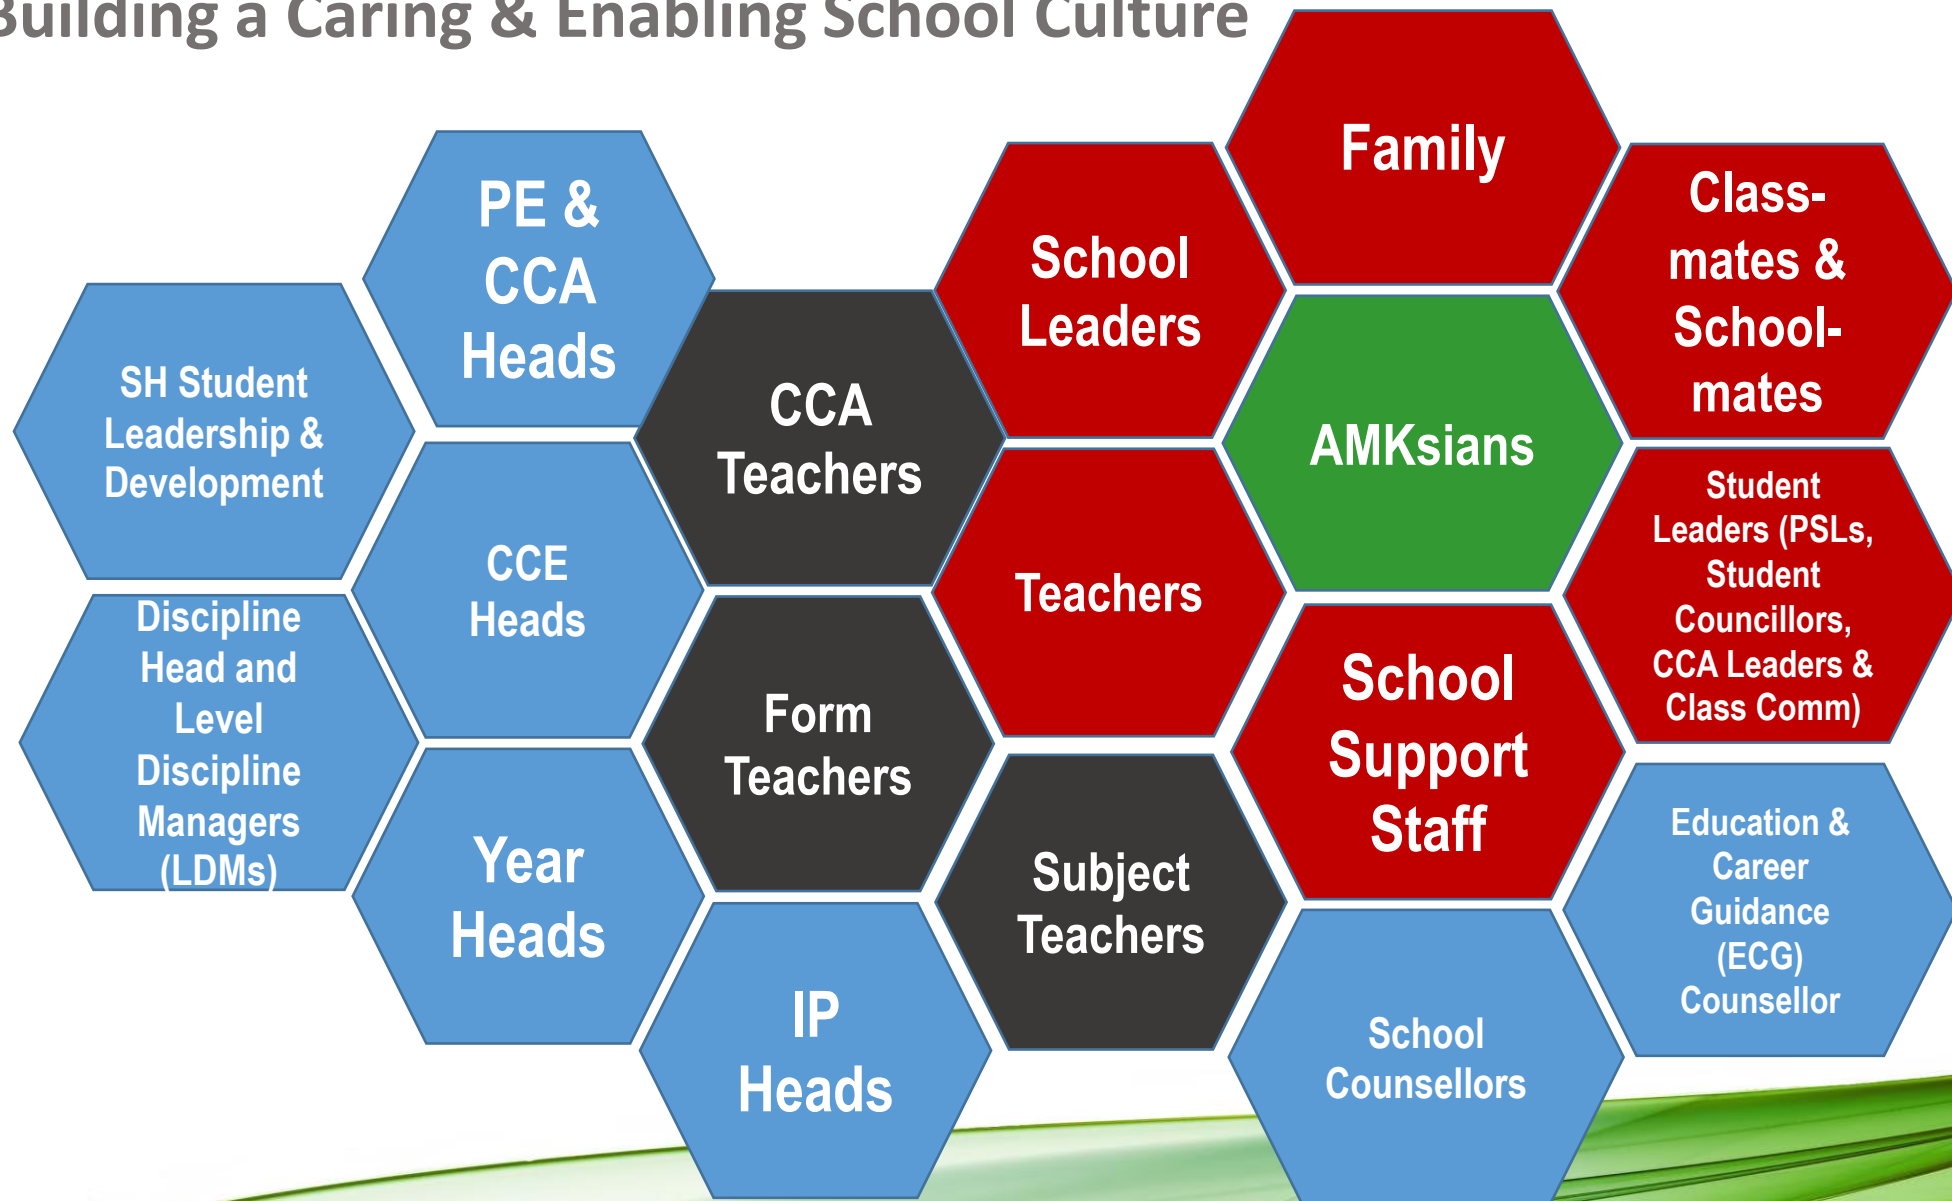 Building a Caring & Enabling School Culture
Family
PE &
CCA
Heads
School
Leaders
Class-
mates &
School-
mates
SH Student
Leadership &
Development
CCA
Teachers
AMKsians
CCE
Heads
Teachers
Student
Leaders (PSLs,
Student
Councillors,
CCA Leaders &
Class Comm)
Discipline
Head and
Level
Discipline
Managers
(LDMs)
Form
Teachers
School
Support
Staff
Year
Heads
Subject
Teachers
Education &
Career
Guidance
(ECG)
Counsellor
IP
Heads
School
Counsellors